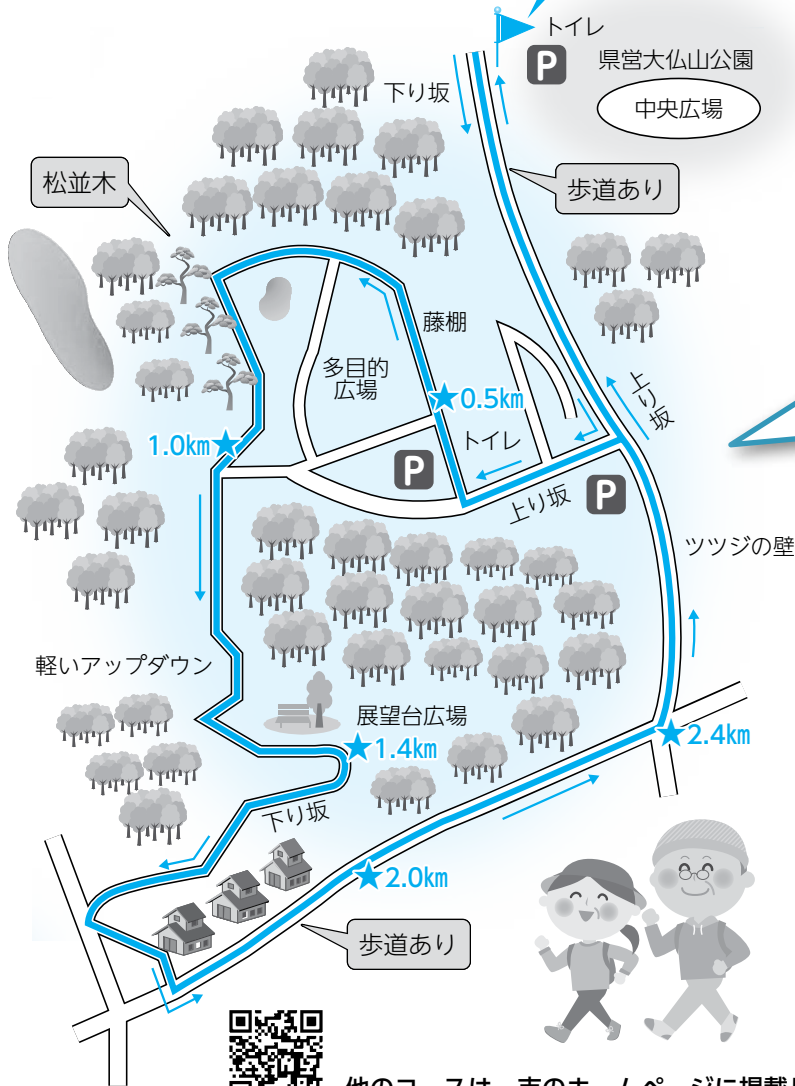 トイレ
P
県営大仏山公園
中央広場
下り坂
歩道あり
松並木
藤棚
多目的
広場
★0.5km
上り坂
トイレ
1.0km★
P
上り坂
P
ツツジの壁
軽いアップダウン
展望台広場
★1.4km
★2.4km
下り坂
★2.0km
歩道あり